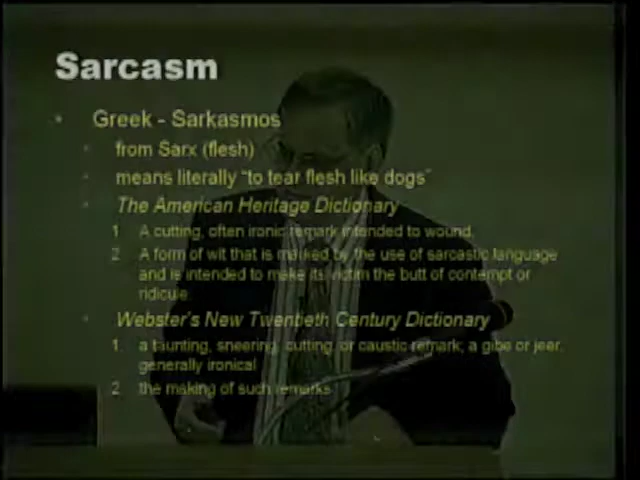 Sarcasm
• Greek - Sarkasmos
• from Sarx (flesh)
• means literally "to tear flesh like dogs"
• The American Heritage Dictionary
1. A cutting, often ironic remark intended to wound.
2. A form of wit that is marked by the use of sarcastic language
and is intended to make its victim the butt of contempt or
ridicule.
• Webster's New Twentieth Century Dictionary
1. a taunting, sneering, cutting, or caustic remark; a gibe or jeer,
generally ironical
2. the making of such remarks